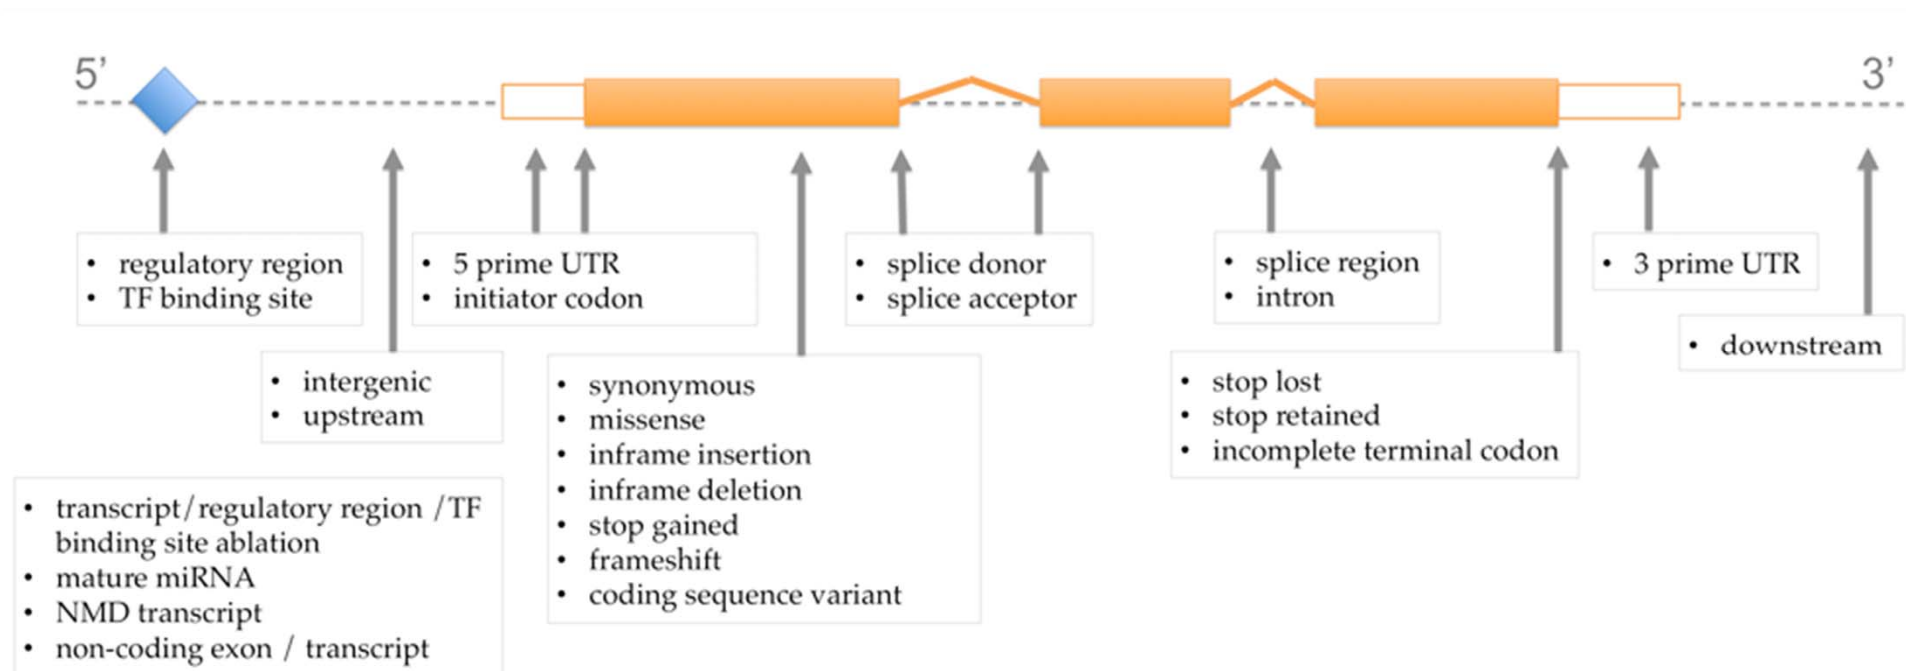 5’
3’
• regulatory region
• TF binding site
• 5 prime UTR
• initiator codon
• splice donor
• splice acceptor
• splice region
• intron
• 3 prime UTR
• downstream
• intergenic
• upstream
• synonymous
• missense
• inframe insertion
• inframe deletion
• stop gained
• frameshift
• coding sequence variant
• stop lost
• stop retained
• incomplete terminal codon
• transcript/regulatory region /TF
binding site ablation
• mature miRNA
• NMD transcript
• non-coding exon / transcript